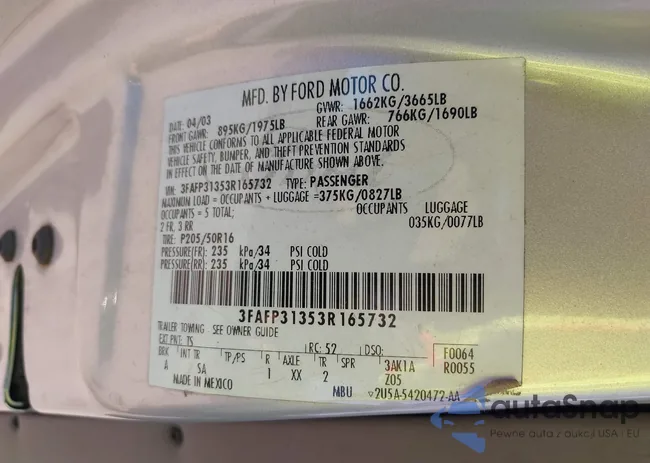 MFD. BY FORD MOTOR CO.
DATE: 04/03 GVWR: 1662KG/3665LB
FRONT GAWR: 895KG/1975LB REAR GAWR: 766KG/1690LB
THIS VEHICLE CONFORMS TO ALL APPLICABLE FEDERAL MOTOR
VEHICLE SAFETY, BUMPER, AND THEFT PREVENTION STANDARDS
IN EFFECT ON THE DATE OF MANUFACTURE SHOWN ABOVE.
VIN: 3FAFP31353R165732 TYPE: PASSENGER
MAXIMUM LOAD = OCCUPANTS + LUGGAGE =375KG/0827LB
OCCUPANTS = 5 TOTAL; OCCUPANTS LUGGAGE
2 FR, 3 RR 035KG/0077LB
TIRE: P205/50R16
PRESSURE(FR): 235 kPa/34 PSI COLD
PRESSURE(RR): 235 kPa/34 PSI COLD
3FAFP31353R165732
TRAILER TOWING SEE OWNER GUIDE
EXT PNT: TS RC: 52 DSO: F0064
BRK INT TR TP/PS R AXLE TR SPR 3AK1A R0055
A SA 1 XX 2 Z05
MADE IN MEXICO MBU 2U5A-5420472-AA
autaSnap
Pewne auta z aukcji USA i EU